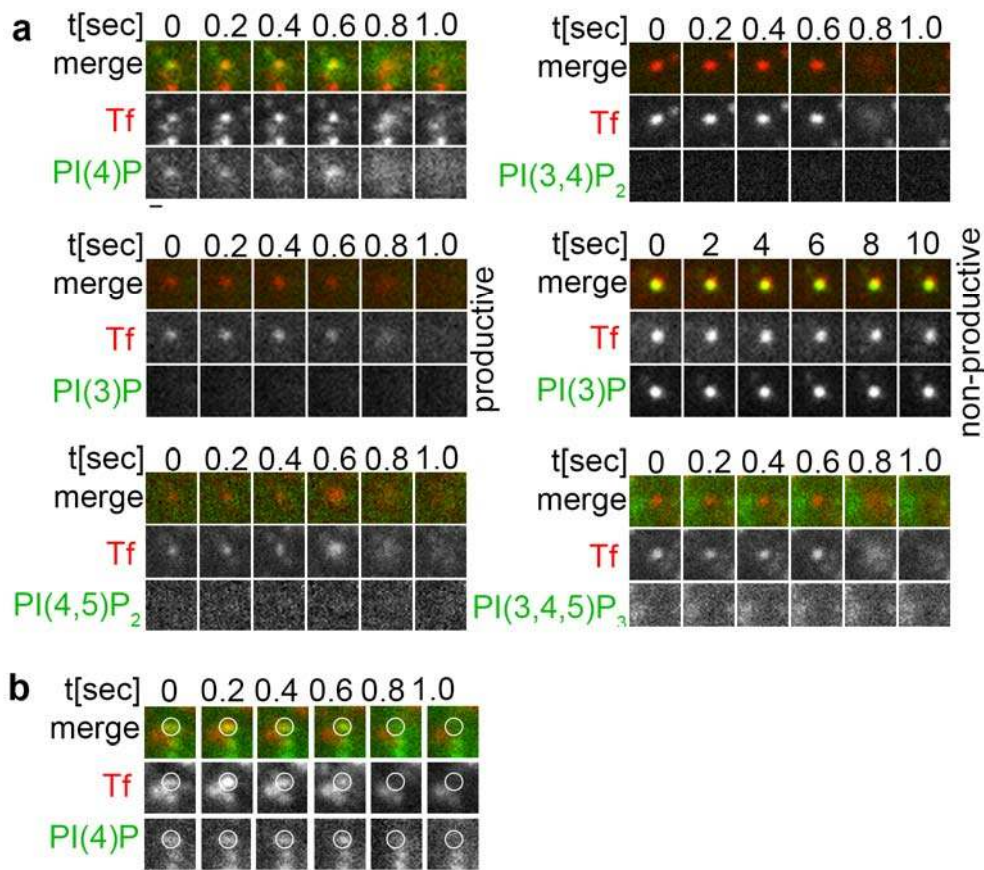 a
t[sec] 0 0.2 0.4 0.6 0.8 1.0
merge
Tf
PI(4)P
t[sec] 0 0.2 0.4 0.6 0.8 1.0
merge
Tf
PI(3,4)P2
t[sec] 0 0.2 0.4 0.6 0.8 1.0
merge
Tf
PI(3)P
productive
t[sec] 0 2 4 6 8 10
merge
Tf
PI(3)P
non-productive
t[sec] 0 0.2 0.4 0.6 0.8 1.0
merge
Tf
PI(4,5)P2
t[sec] 0 0.2 0.4 0.6 0.8 1.0
merge
Tf
PI(3,4,5)P3
b
t[sec] 0 0.2 0.4 0.6 0.8 1.0
merge
Tf
PI(4)P